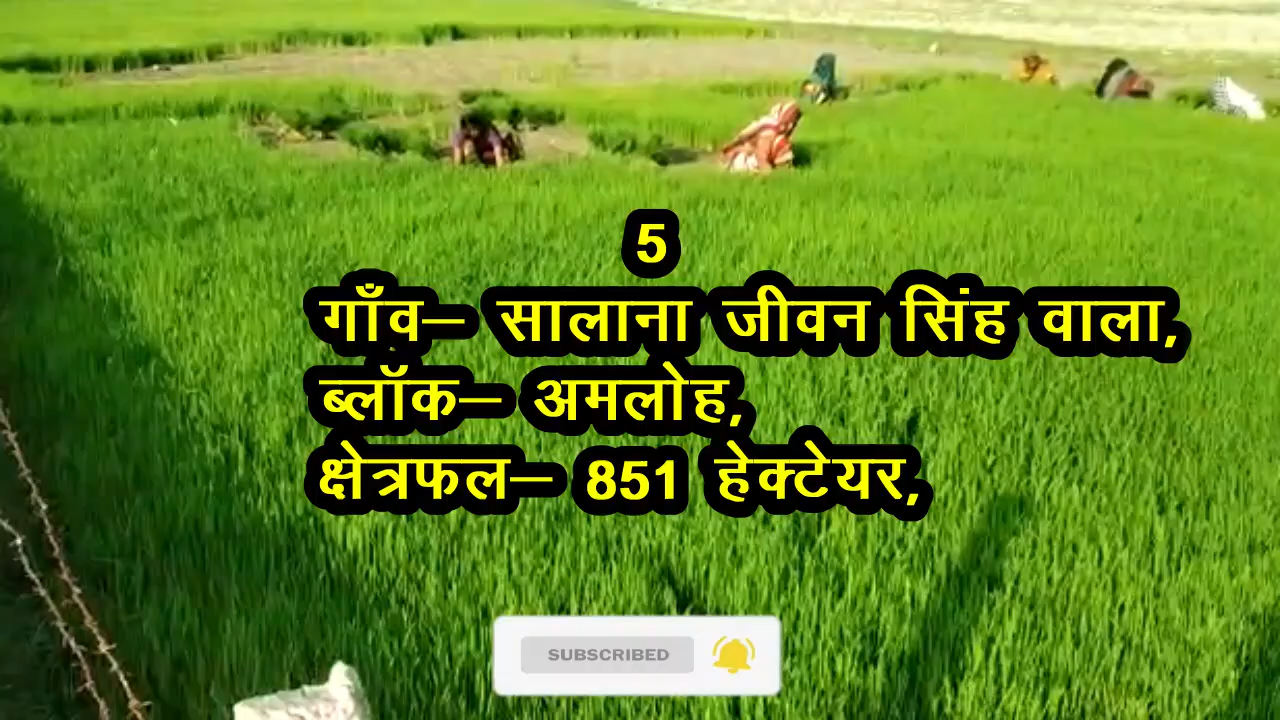 5
गाँव– सालाना जीवन सिंह वाला,
ब्लॉक– अमलोह,
क्षेत्रफल– 851 हेक्टेयर,
SUBSCRIBED